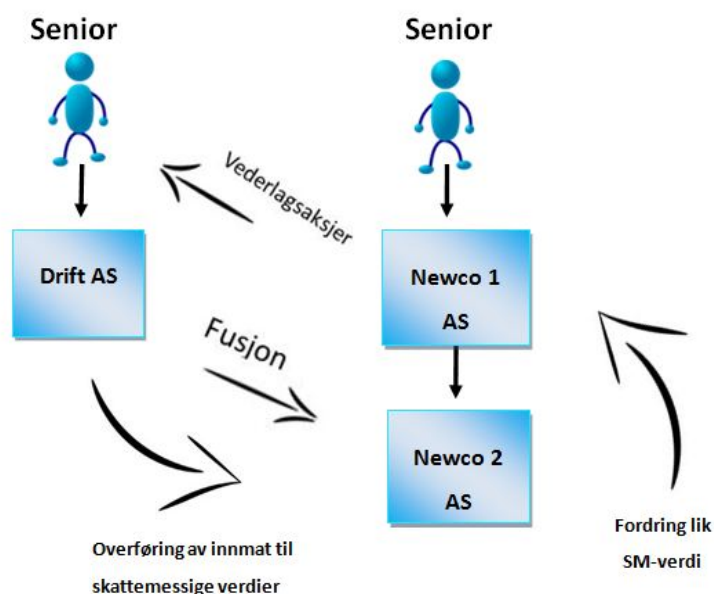 Senior
Senior
Vederlagsaksjer
Drift AS
Newco 1
AS
Fusjon
Newco 2
AS
Overføring av innmat til
skattemessige verdier
Fordring lik
SM-verdi